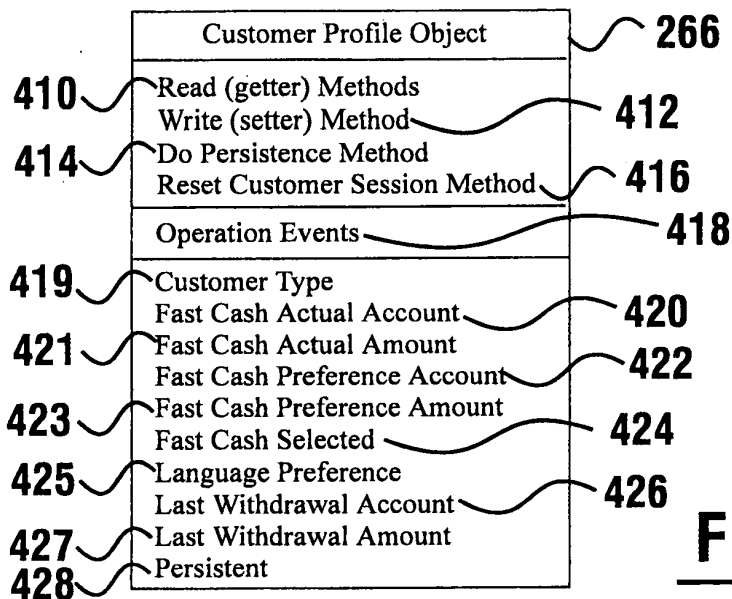 Customer Profile Object 266
410 Read (getter) Methods
Write (setter) Method 412
414 Do Persistence Method
Reset Customer Session Method 416
Operation Events 418
419 Customer Type
Fast Cash Actual Account 420
421 Fast Cash Actual Amount
Fast Cash Preference Account 422
423 Fast Cash Preference Amount
Fast Cash Selected 424
425 Language Preference
Last Withdrawal Account 426
427 Last Withdrawal Amount
428 Persistent
F